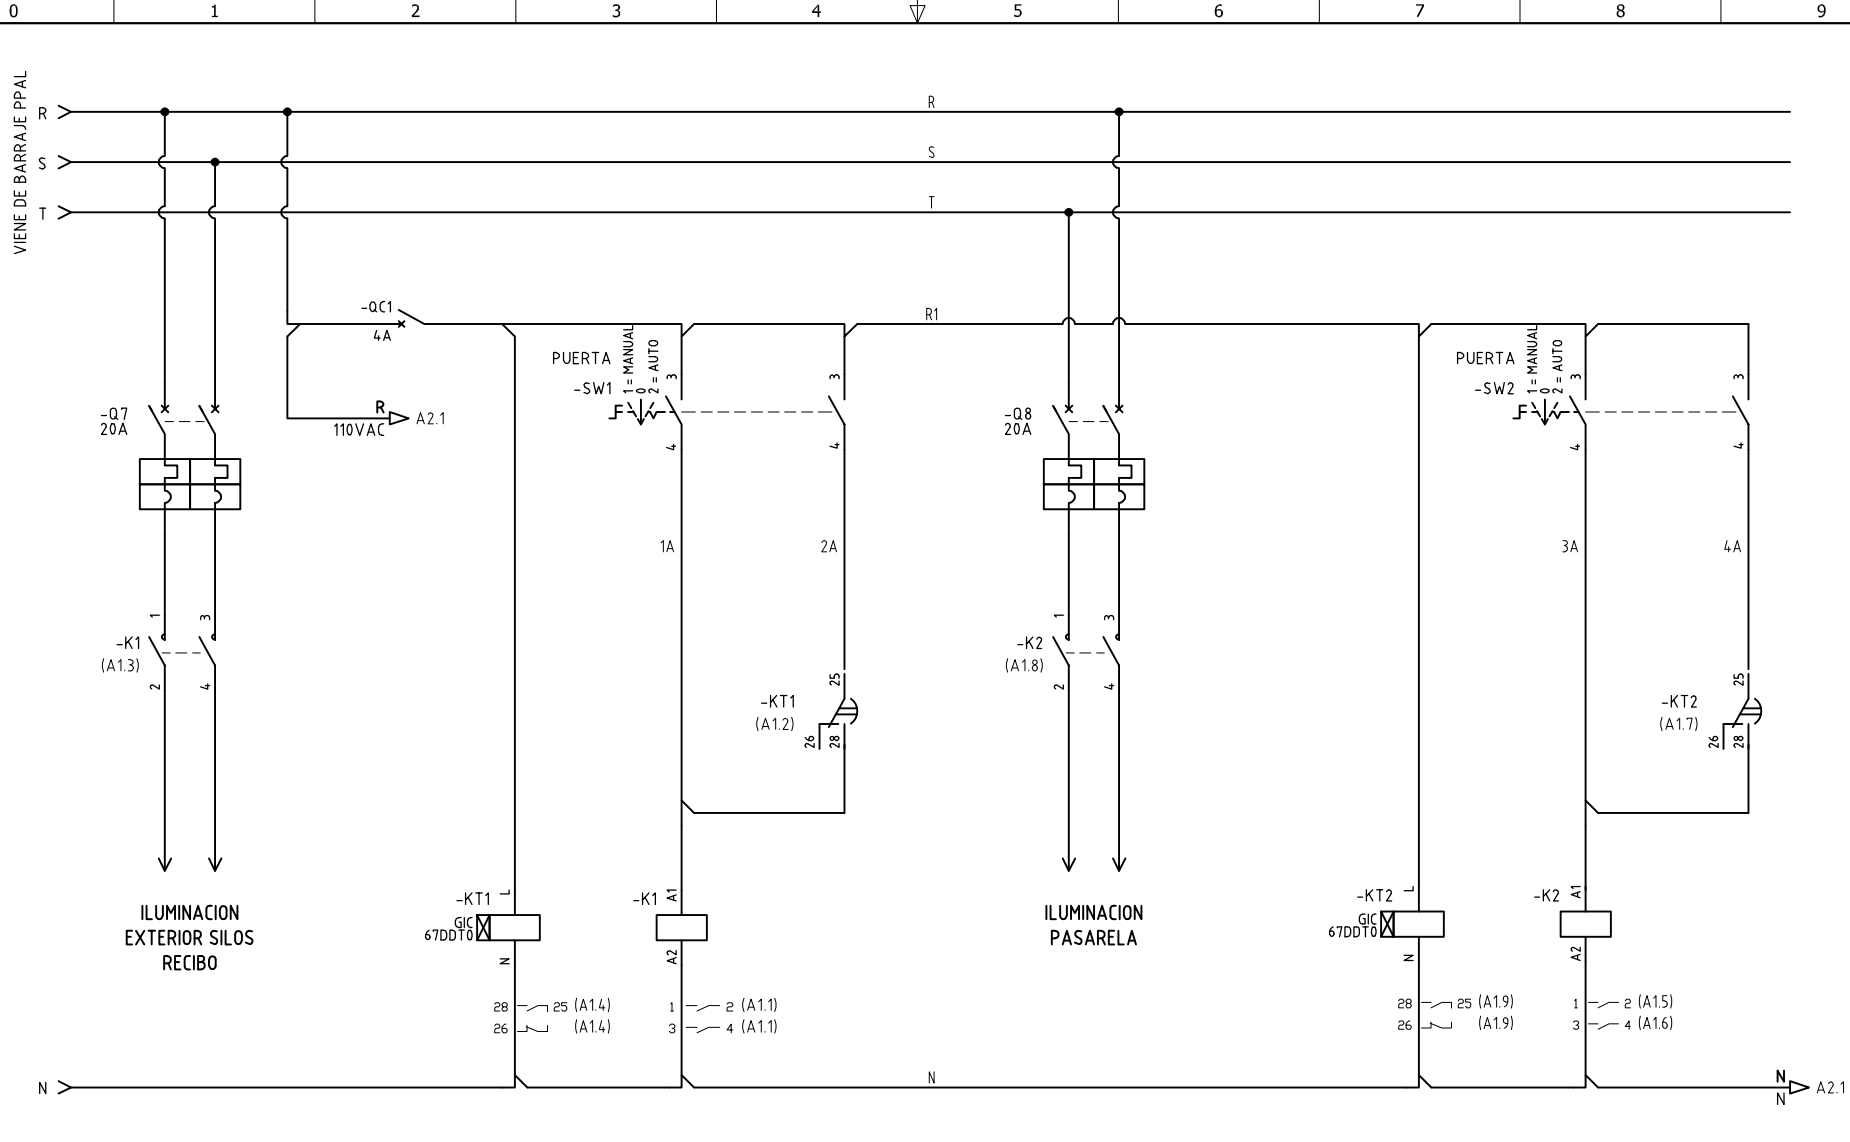 0 1 2 3 4 5 6 7 8 9
VIENE DE BARRAJE PPAL
R
R
S
S
T
T
-QC1
4A
R1
R
110VAC
A2.1
PUERTA
-SW1
1 = MANUAL
0
2 = AUTO
3
4
3
4
PUERTA
-SW2
1 = MANUAL
0
2 = AUTO
3
4
3
4
-Q7
20A
-Q8
20A
1A
2A
3A
4A
-K1
(A1.3)
1
2
3
4
-K2
(A1.8)
1
2
3
4
-KT1
(A1.2)
25
26
28
-KT2
(A1.7)
25
26
28
ILUMINACION
EXTERIOR SILOS
RECIBO
-KT1
GIC
67DDT0
L
N
-K1
A1
A2
ILUMINACION
PASARELA
-KT2
GIC
67DDT0
L
N
-K2
A1
A2
28 25 (A1.4)
26 (A1.4)
1 2 (A1.1)
3 4 (A1.1)
28 25 (A1.9)
26 (A1.9)
1 2 (A1.5)
3 4 (A1.6)
N
N
N
N
A2.1